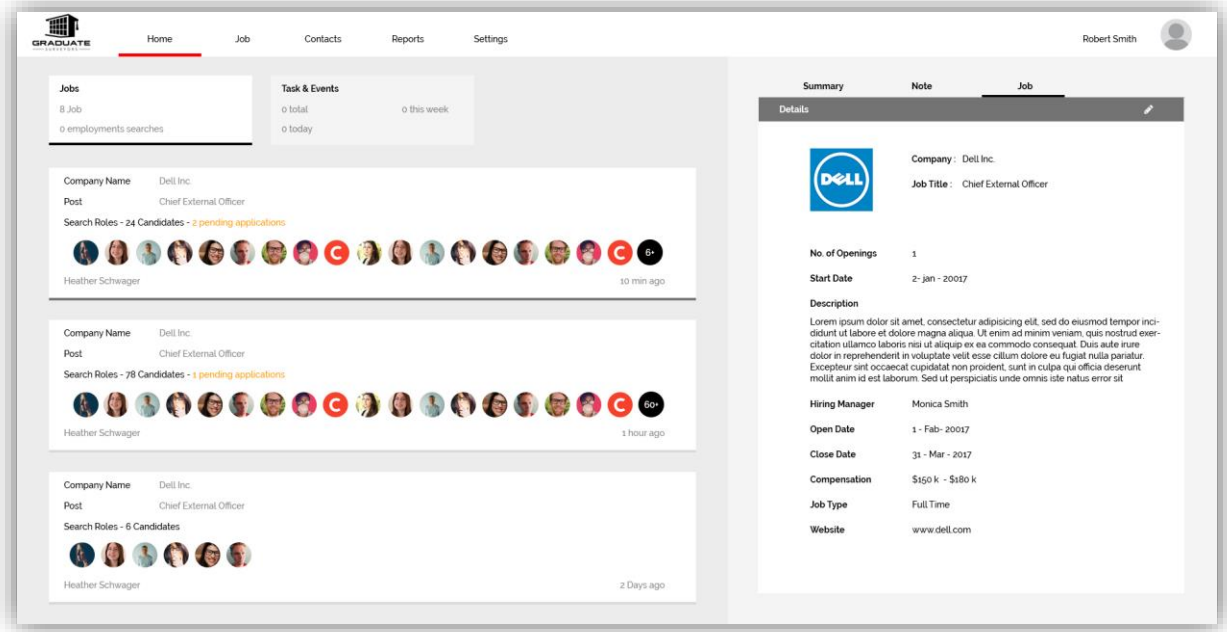 GRADUATE
SURVEYORS
Home Job Contacts Reports Settings
Robert Smith
Jobs
8 Job
0 employments searches
Task & Events
0 total 0 this week
0 today
Company Name Dell Inc.
Post Chief External Officer
Search Roles - 24 Candidates - 2 pending applications
C C 6+
Heather Schwager 10 min ago
Company Name Dell Inc.
Post Chief External Officer
Search Roles - 78 Candidates - 1 pending applications
C C 60+
Heather Schwager 1 hour ago
Company Name Dell Inc.
Post Chief External Officer
Search Roles - 6 Candidates
Heather Schwager 2 Days ago
Summary Note Job
Details
DELL
Company : Dell Inc.
Job Title : Chief External Officer
No. of Openings 1
Start Date 2- jan - 20017
Description
Lorem ipsum dolor sit amet, consectetur adipisicing elit, sed do eiusmod tempor inci-
didunt ut labore et dolore magna aliqua. Ut enim ad minim veniam, quis nostrud exer-
citation ullamco laboris nisi ut aliquip ex ea commodo consequat. Duis aute irure
dolor in reprehenderit in voluptate velit esse cillum dolore eu fugiat nulla pariatur.
Excepteur sint occaecat cupidatat non proident, sunt in culpa qui officia deserunt
mollit anim id est laborum. Sed ut perspiciatis unde omnis iste natus error sit
Hiring Manager Monica Smith
Open Date 1 - Fab- 20017
Close Date 31 - Mar - 2017
Compensation $150 k - $180 k
Job Type Full Time
Website www.dell.com